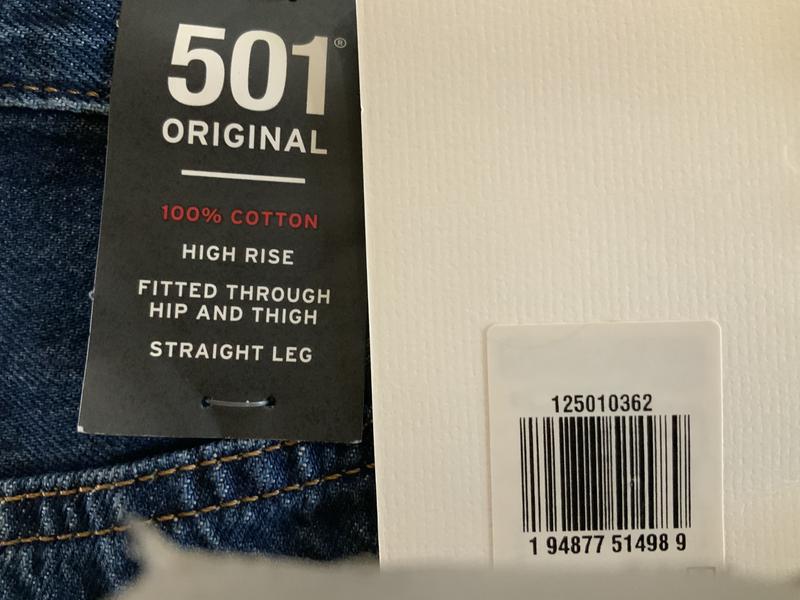 501®
ORIGINAL
100% COTTON
HIGH RISE
FITTED THROUGH
HIP AND THIGH
STRAIGHT LEG
125010362
1 94877 51498 9